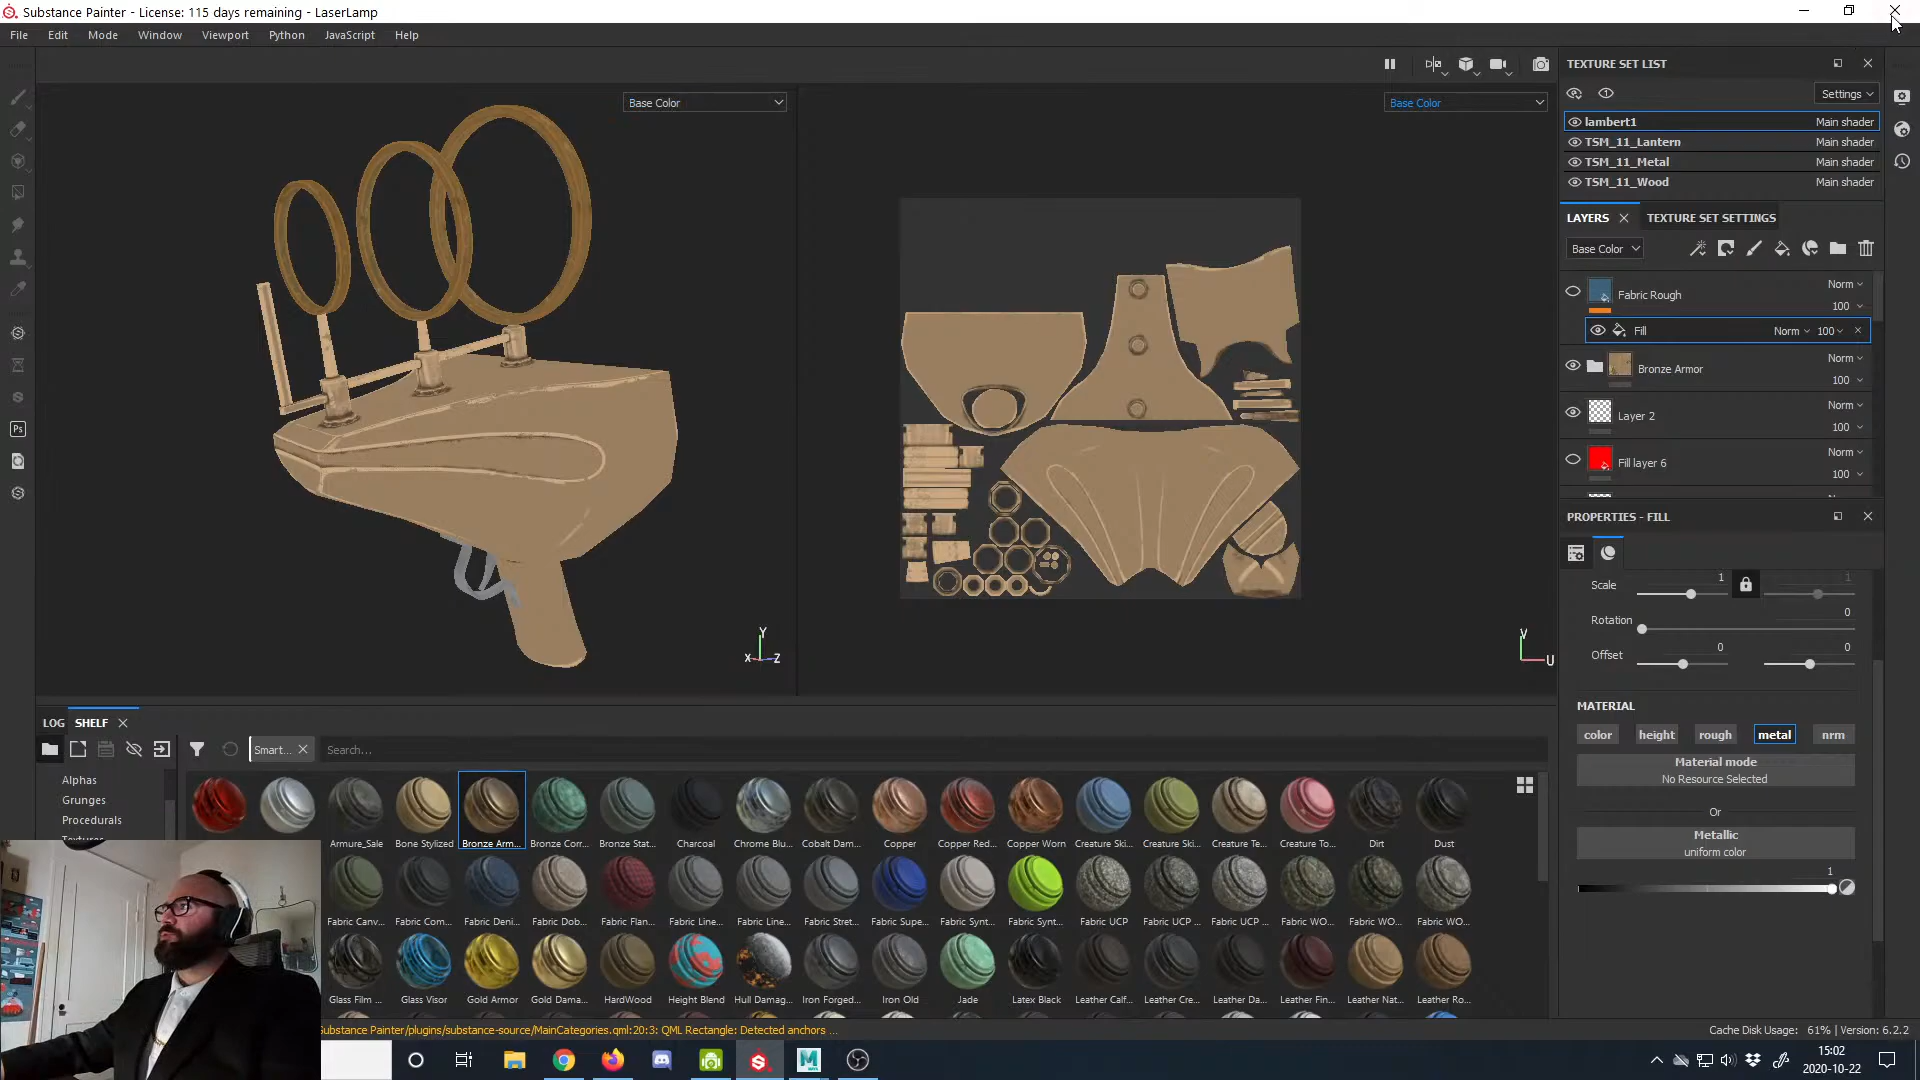 Substance Painter - License: 115 days remaining - LaserLamp
File Edit Mode Window Viewport Python JavaScript Help
Base Color
Base Color
Y
X Z
V
U
TEXTURE SET LIST
Settings
lambert1 Main shader
TSM_11_Lantern Main shader
TSM_11_Metal Main shader
TSM_11_Wood Main shader
LAYERS TEXTURE SET SETTINGS
Base Color
Fabric Rough Norm
100
Fill Norm 100
Bronze Armor Norm
100
Layer 2 Norm
100
Fill layer 6 Norm
100
PROPERTIES - FILL
Scale 1 1
Rotation 0
Offset 0 0
MATERIAL
color height rough metal nrm
Material mode
No Resource Selected
Or
Metallic
uniform color
1
LOG SHELF
Smart... Search...
Alphas
Grunges
Procedurals
Armure_Sale Bone Stylized Bronze Arm... Bronze Corr... Bronze Stat... Charcoal Chrome Blu... Cobalt Dam... Copper Copper Red... Copper Worn Creature Ski... Creature Ski... Creature Te... Creature To... Dirt Dust
Fabric Canv... Fabric Com... Fabric Deni... Fabric Dob... Fabric Flan... Fabric Line... Fabric Line... Fabric Stret... Fabric Supe... Fabric Synt... Fabric Synt... Fabric UCP Fabric UCP ... Fabric UCP ... Fabric WO... Fabric WO... Fabric WO...
Glass Film ... Glass Visor Gold Armor Gold Dama... HardWood Height Blend Hull Damag... Iron Forged... Iron Old Jade Latex Black Leather Calf... Leather Cre... Leather Da... Leather Fin... Leather Nat... Leather Ro...
Substance Painter/plugins/substance-source/MainCategories.qml:20:3: QML Rectangle: Detected anchors ...
Cache Disk Usage: 61% | Version: 6.2.2
Ps
M
15:02
2020-10-22